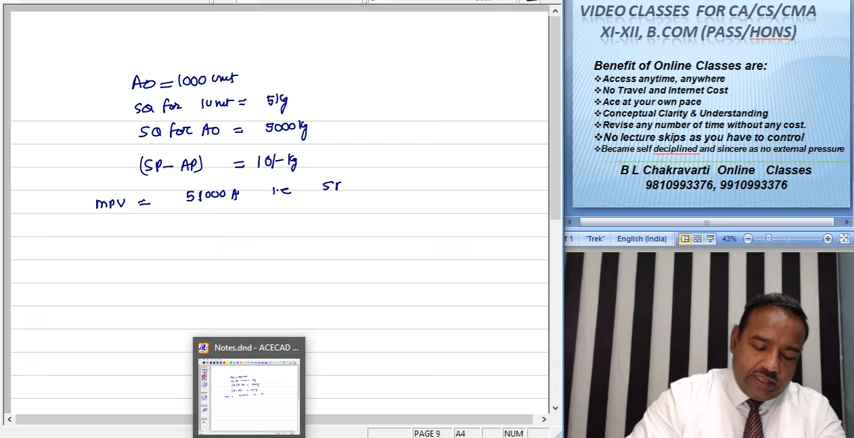 AO = 1000 unit
SQ for 1 unit = 5 kg
SQ for AO = 5000 kg
(SP - AP) = 10/- kg
MPV =
i.e
Notes.dnd - ACECAD ...
PAGE 9 A4 NUM
VIDEO CLASSES FOR CA/CS/CMA
XI-XII, B.COM (PASS/HONS)
Benefit of Online Classes are:
❖Access anytime, anywhere
❖No Travel and Internet Cost
❖Ace at your own pace
❖Conceptual Clarity & Understanding
❖Revise any number of time without any cost.
❖No lecture skips as you have to control
❖Became self deciplined and sincere as no external pressure
B L Chakravarti Online Classes
9810993376, 9910993376
of 1 "Trek" English (India) 43%